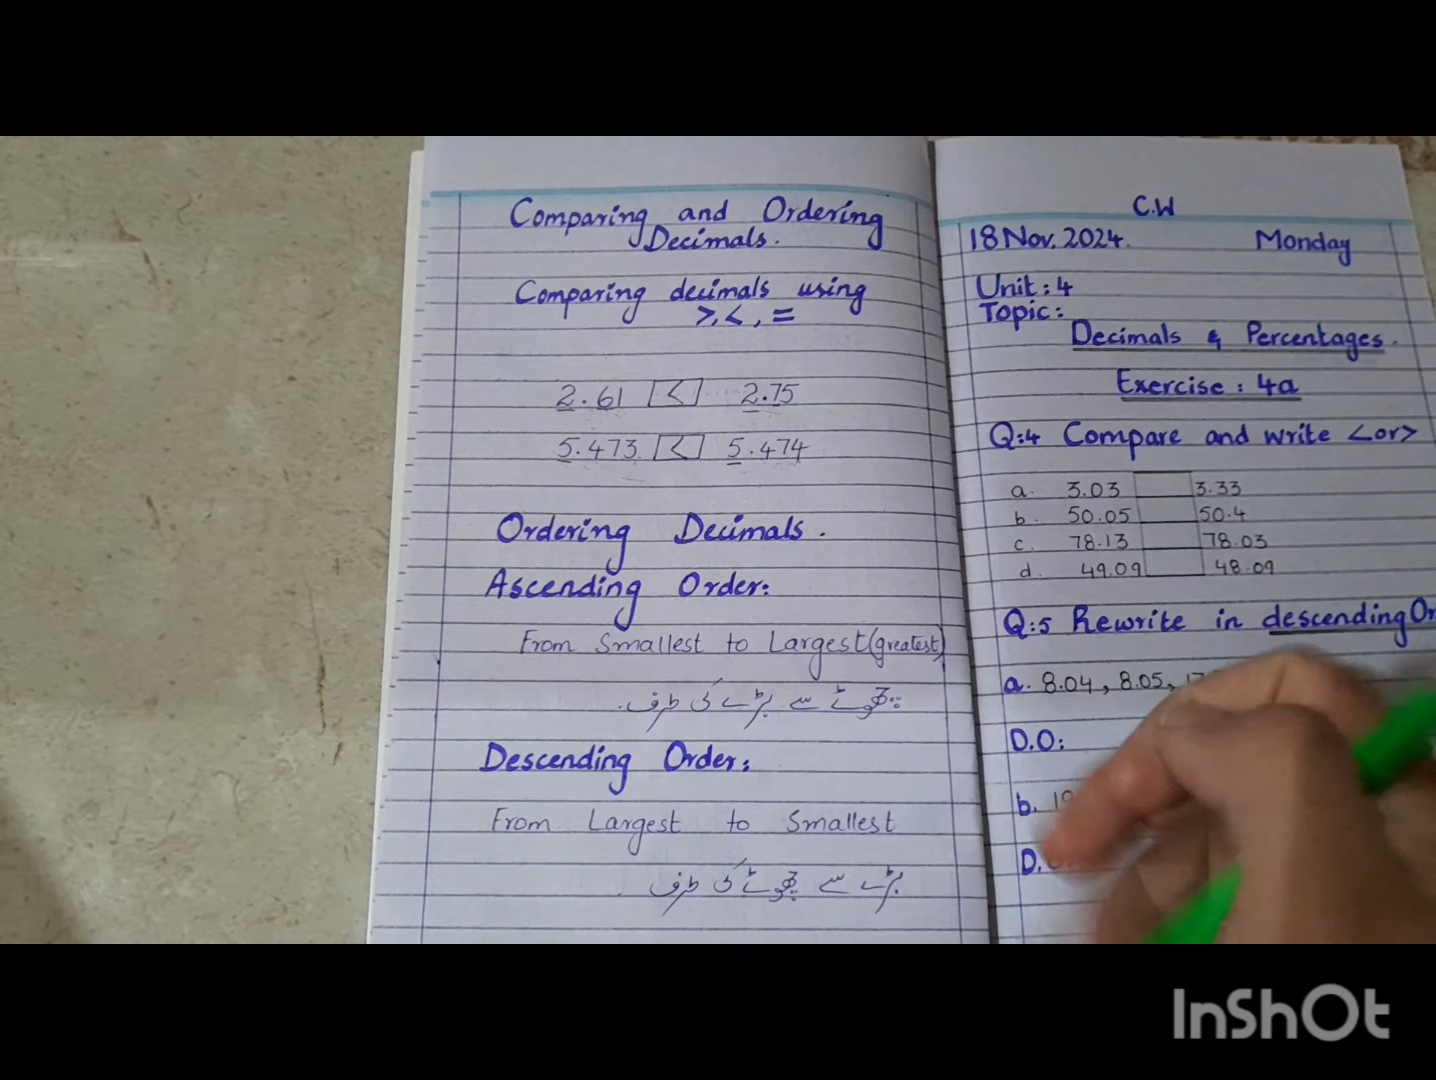 Comparing and Ordering
Decimals.
Comparing decimals using
>, <, =
2.61 < 2.75
5.473 < 5.474
Ordering Decimals.
Ascending Order:
From Smallest to Largest(greatest)
چھوٹے سے بڑے کی طرف.
Descending Order:
From Largest to Smallest
بڑے سے چھوٹے کی طرف
C.W
18 Nov. 2024. Monday
Unit: 4
Topic:
Decimals & Percentages.
Exercise: 4a
Q:4 Compare and write <or>
a. 3.03 3.33
b. 50.05 50.4
c. 78.13 78.03
d. 49.09 48.09
Q:5 Rewrite in descending Or
a. 8.04, 8.05,
D.O:
b.
D.
InShOt